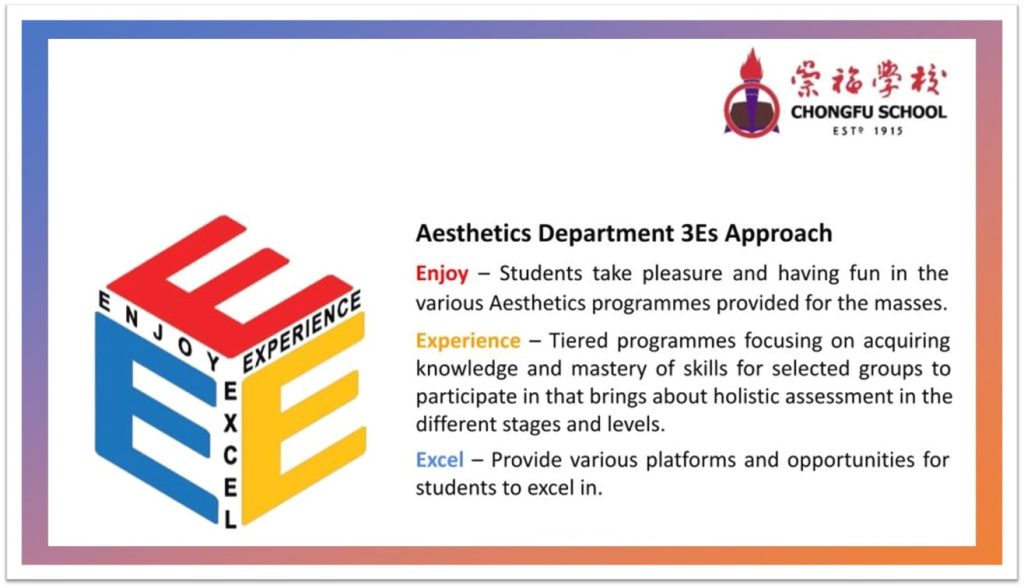 崇福學校
CHONGFU SCHOOL
ESTD 1915
Aesthetics Department 3Es Approach
Enjoy – Students take pleasure and having fun in the
various Aesthetics programmes provided for the masses.
Experience – Tiered programmes focusing on acquiring
knowledge and mastery of skills for selected groups to
participate in that brings about holistic assessment in the
different stages and levels.
Excel – Provide various platforms and opportunities for
students to excel in.
ENJOY
EXPERIENCE
EXCEL